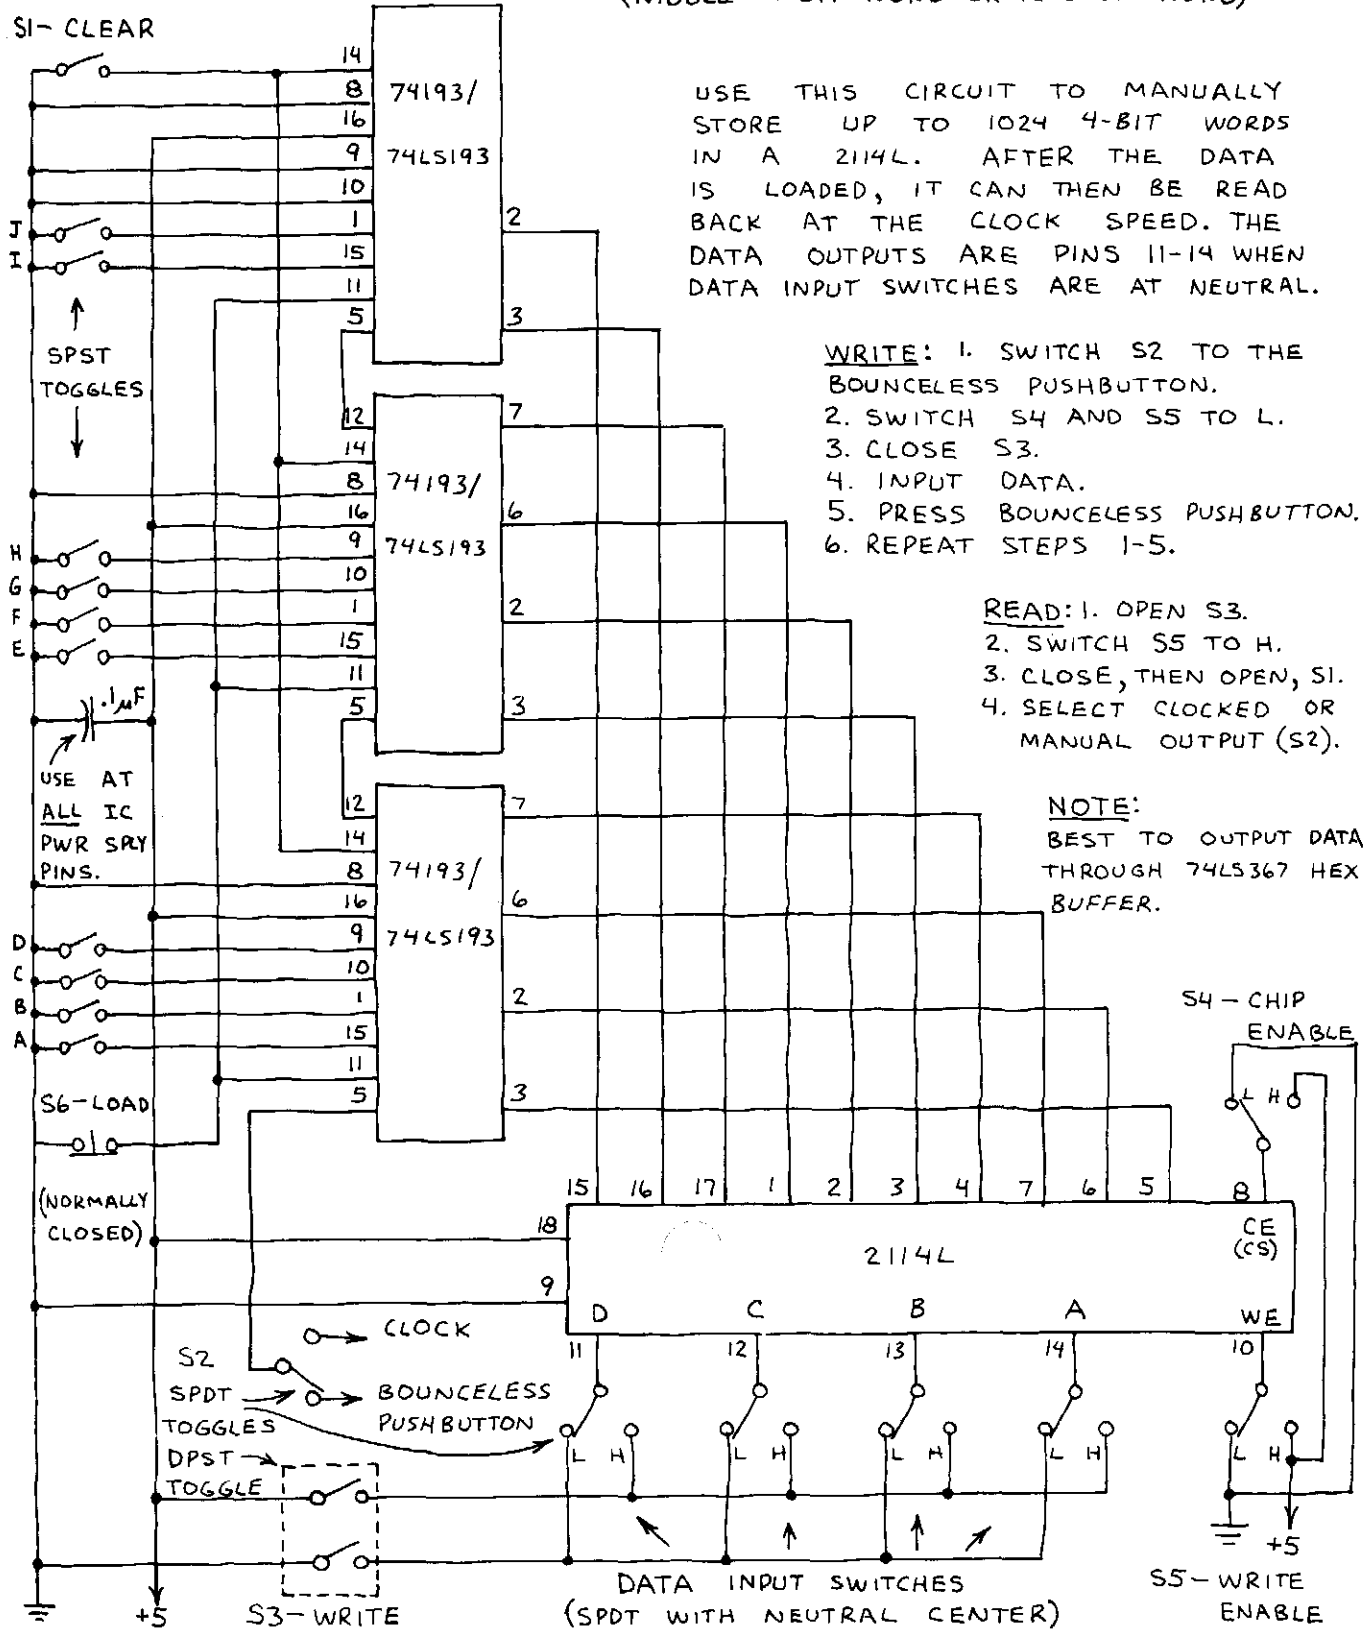 S1- CLEAR
14
8
16
9
10
J
1
I
15
11
5
74193/
74LS193
2
3
USE THIS CIRCUIT TO MANUALLY
STORE UP TO 1024 4-BIT WORDS
IN A 2114L. AFTER THE DATA
IS LOADED, IT CAN THEN BE READ
BACK AT THE CLOCK SPEED. THE
DATA OUTPUTS ARE PINS 11-14 WHEN
DATA INPUT SWITCHES ARE AT NEUTRAL.
SPST
TOGGLES
WRITE: 1. SWITCH S2 TO THE
BOUNCELESS PUSHBUTTON.
2. SWITCH S4 AND S5 TO L.
3. CLOSE S3.
4. INPUT DATA.
5. PRESS BOUNCELESS PUSHBUTTON.
6. REPEAT STEPS 1-5.
12
14
8
16
H
9
G
10
F
1
E
15
11
5
74193/
74LS193
7
6
2
3
READ: 1. OPEN S3.
2. SWITCH S5 TO H.
3. CLOSE, THEN OPEN, S1.
4. SELECT CLOCKED OR
MANUAL OUTPUT (S2).
.1µF
USE AT
ALL IC
PWR SPLY
PINS.
NOTE:
BEST TO OUTPUT DATA
THROUGH 74LS367 HEX
BUFFER.
12
14
8
16
D
9
C
10
B
1
A
15
11
5
74193/
74LS193
7
6
2
3
S6-LOAD
(NORMALLY
CLOSED)
S4 - CHIP
ENABLE
L H
15 16 17 1 2 3 4 7 6 5 8
18
9
2114L
CE
(CS)
D C B A WE
11 12 13 14 10
CLOCK
S2
SPDT
TOGGLES
BOUNCELESS
PUSHBUTTON
DPST
TOGGLE
L H L H L H L H L H
+5
S3-WRITE
DATA INPUT SWITCHES
(SPDT WITH NEUTRAL CENTER)
+5
S5-WRITE
ENABLE